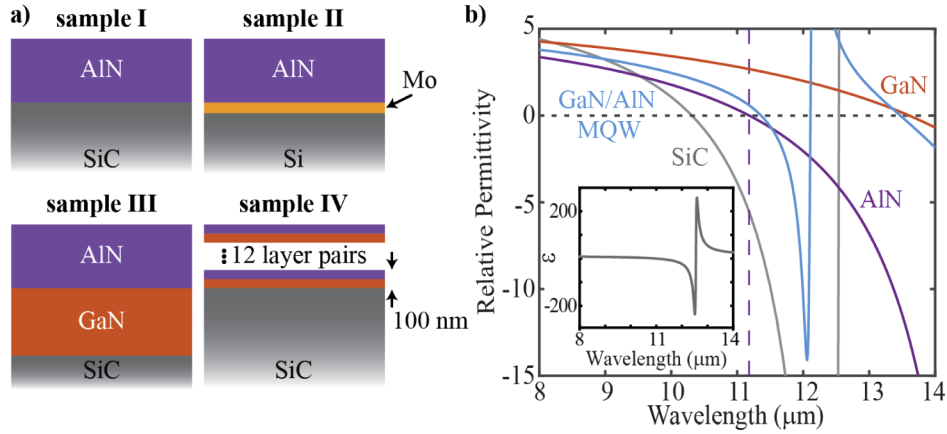 a)
sample I
AlN
SiC
sample II
AlN
Mo
Si
sample III
AlN
GaN
SiC
sample IV
12 layer pairs
100 nm
SiC
b)
Relative Permittivity
5
0
-5
-10
-15
GaN
GaN/AlN
MQW
SiC
AlN
ε
200
0
-200
8
11
14
Wavelength (μm)
8
9
10
11
12
13
14
Wavelength (μm)